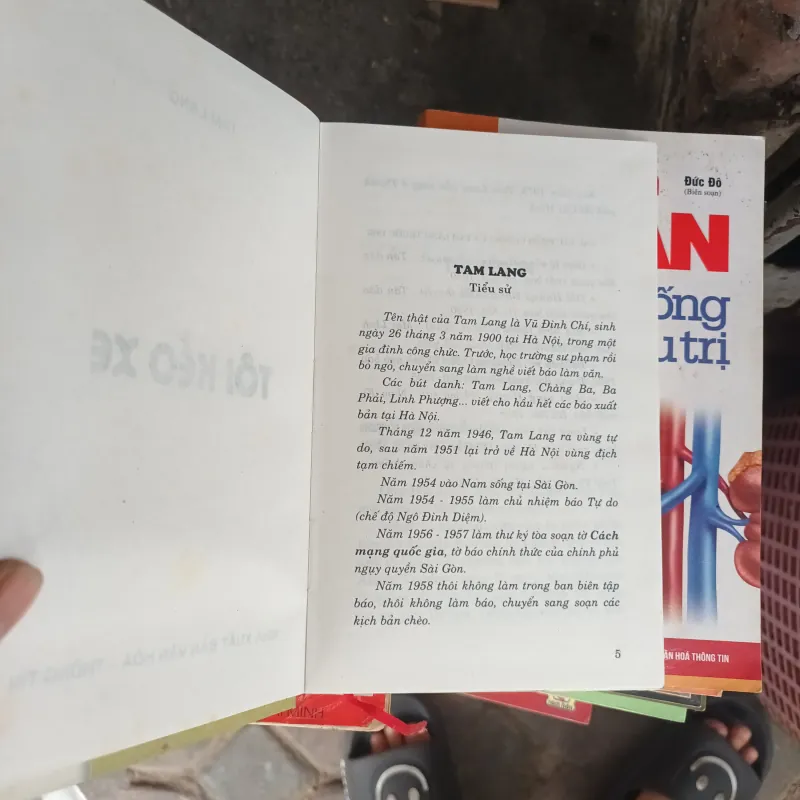 TAM LANG
Tiểu sử
Tên thật của Tam Lang là Vũ Đình Chí, sinh
ngày 26 tháng 3 năm 1900 tại Hà Nội, trong một
gia đình công chức. Trước, học trường sư phạm rồi
bỏ ngỏ, chuyển sang làm nghề viết báo làm văn.
Các bút danh: Tam Lang, Chàng Ba, Ba
Phải, Linh Phượng... viết cho hầu hết các báo xuất
bản tại Hà Nội.
Tháng 12 năm 1946, Tam Lang ra vùng tự
do, sau năm 1951 lại trở về Hà Nội vùng địch
tạm chiếm.
Năm 1954 vào Nam sống tại Sài Gòn.
Năm 1954 - 1955 làm chủ nhiệm báo Tự do
(chế độ Ngô Đình Diệm).
Năm 1956 - 1957 làm thư ký tòa soạn tờ Cách
mạng quốc gia, tờ báo chính thức của chính phủ
ngụy quyền Sài Gòn.
Năm 1958 thôi không làm trong ban biên tập
báo, thôi không làm báo, chuyển sang soạn các
kịch bản chèo.
5
TÔI KÉO XE
Đức Đô
(Biên soạn)
AN
ống
u trị
ĂN HOÁ THÔNG TIN